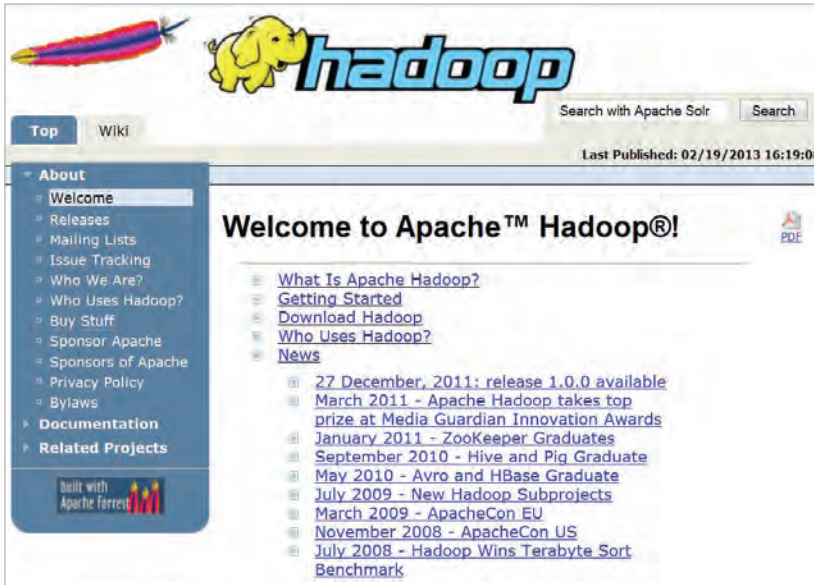 hadoop
Search with Apache Solr
Search
Top
Wiki
Last Published: 02/19/2013 16:19:0
About
Welcome
Releases
Mailing Lists
Issue Tracking
Who We Are?
Who Uses Hadoop?
Buy Stuff
Sponsor Apache
Sponsors of Apache
Privacy Policy
Bylaws
Documentation
Related Projects
built with
Apache Forrest
Welcome to Apache™ Hadoop®!
PDF
What Is Apache Hadoop?
Getting Started
Download Hadoop
Who Uses Hadoop?
News
27 December, 2011: release 1.0.0 available
March 2011 - Apache Hadoop takes top
prize at Media Guardian Innovation Awards
January 2011 - ZooKeeper Graduates
September 2010 - Hive and Pig Graduate
May 2010 - Avro and HBase Graduate
July 2009 - New Hadoop Subprojects
March 2009 - ApacheCon EU
November 2008 - ApacheCon US
July 2008 - Hadoop Wins Terabyte Sort
Benchmark